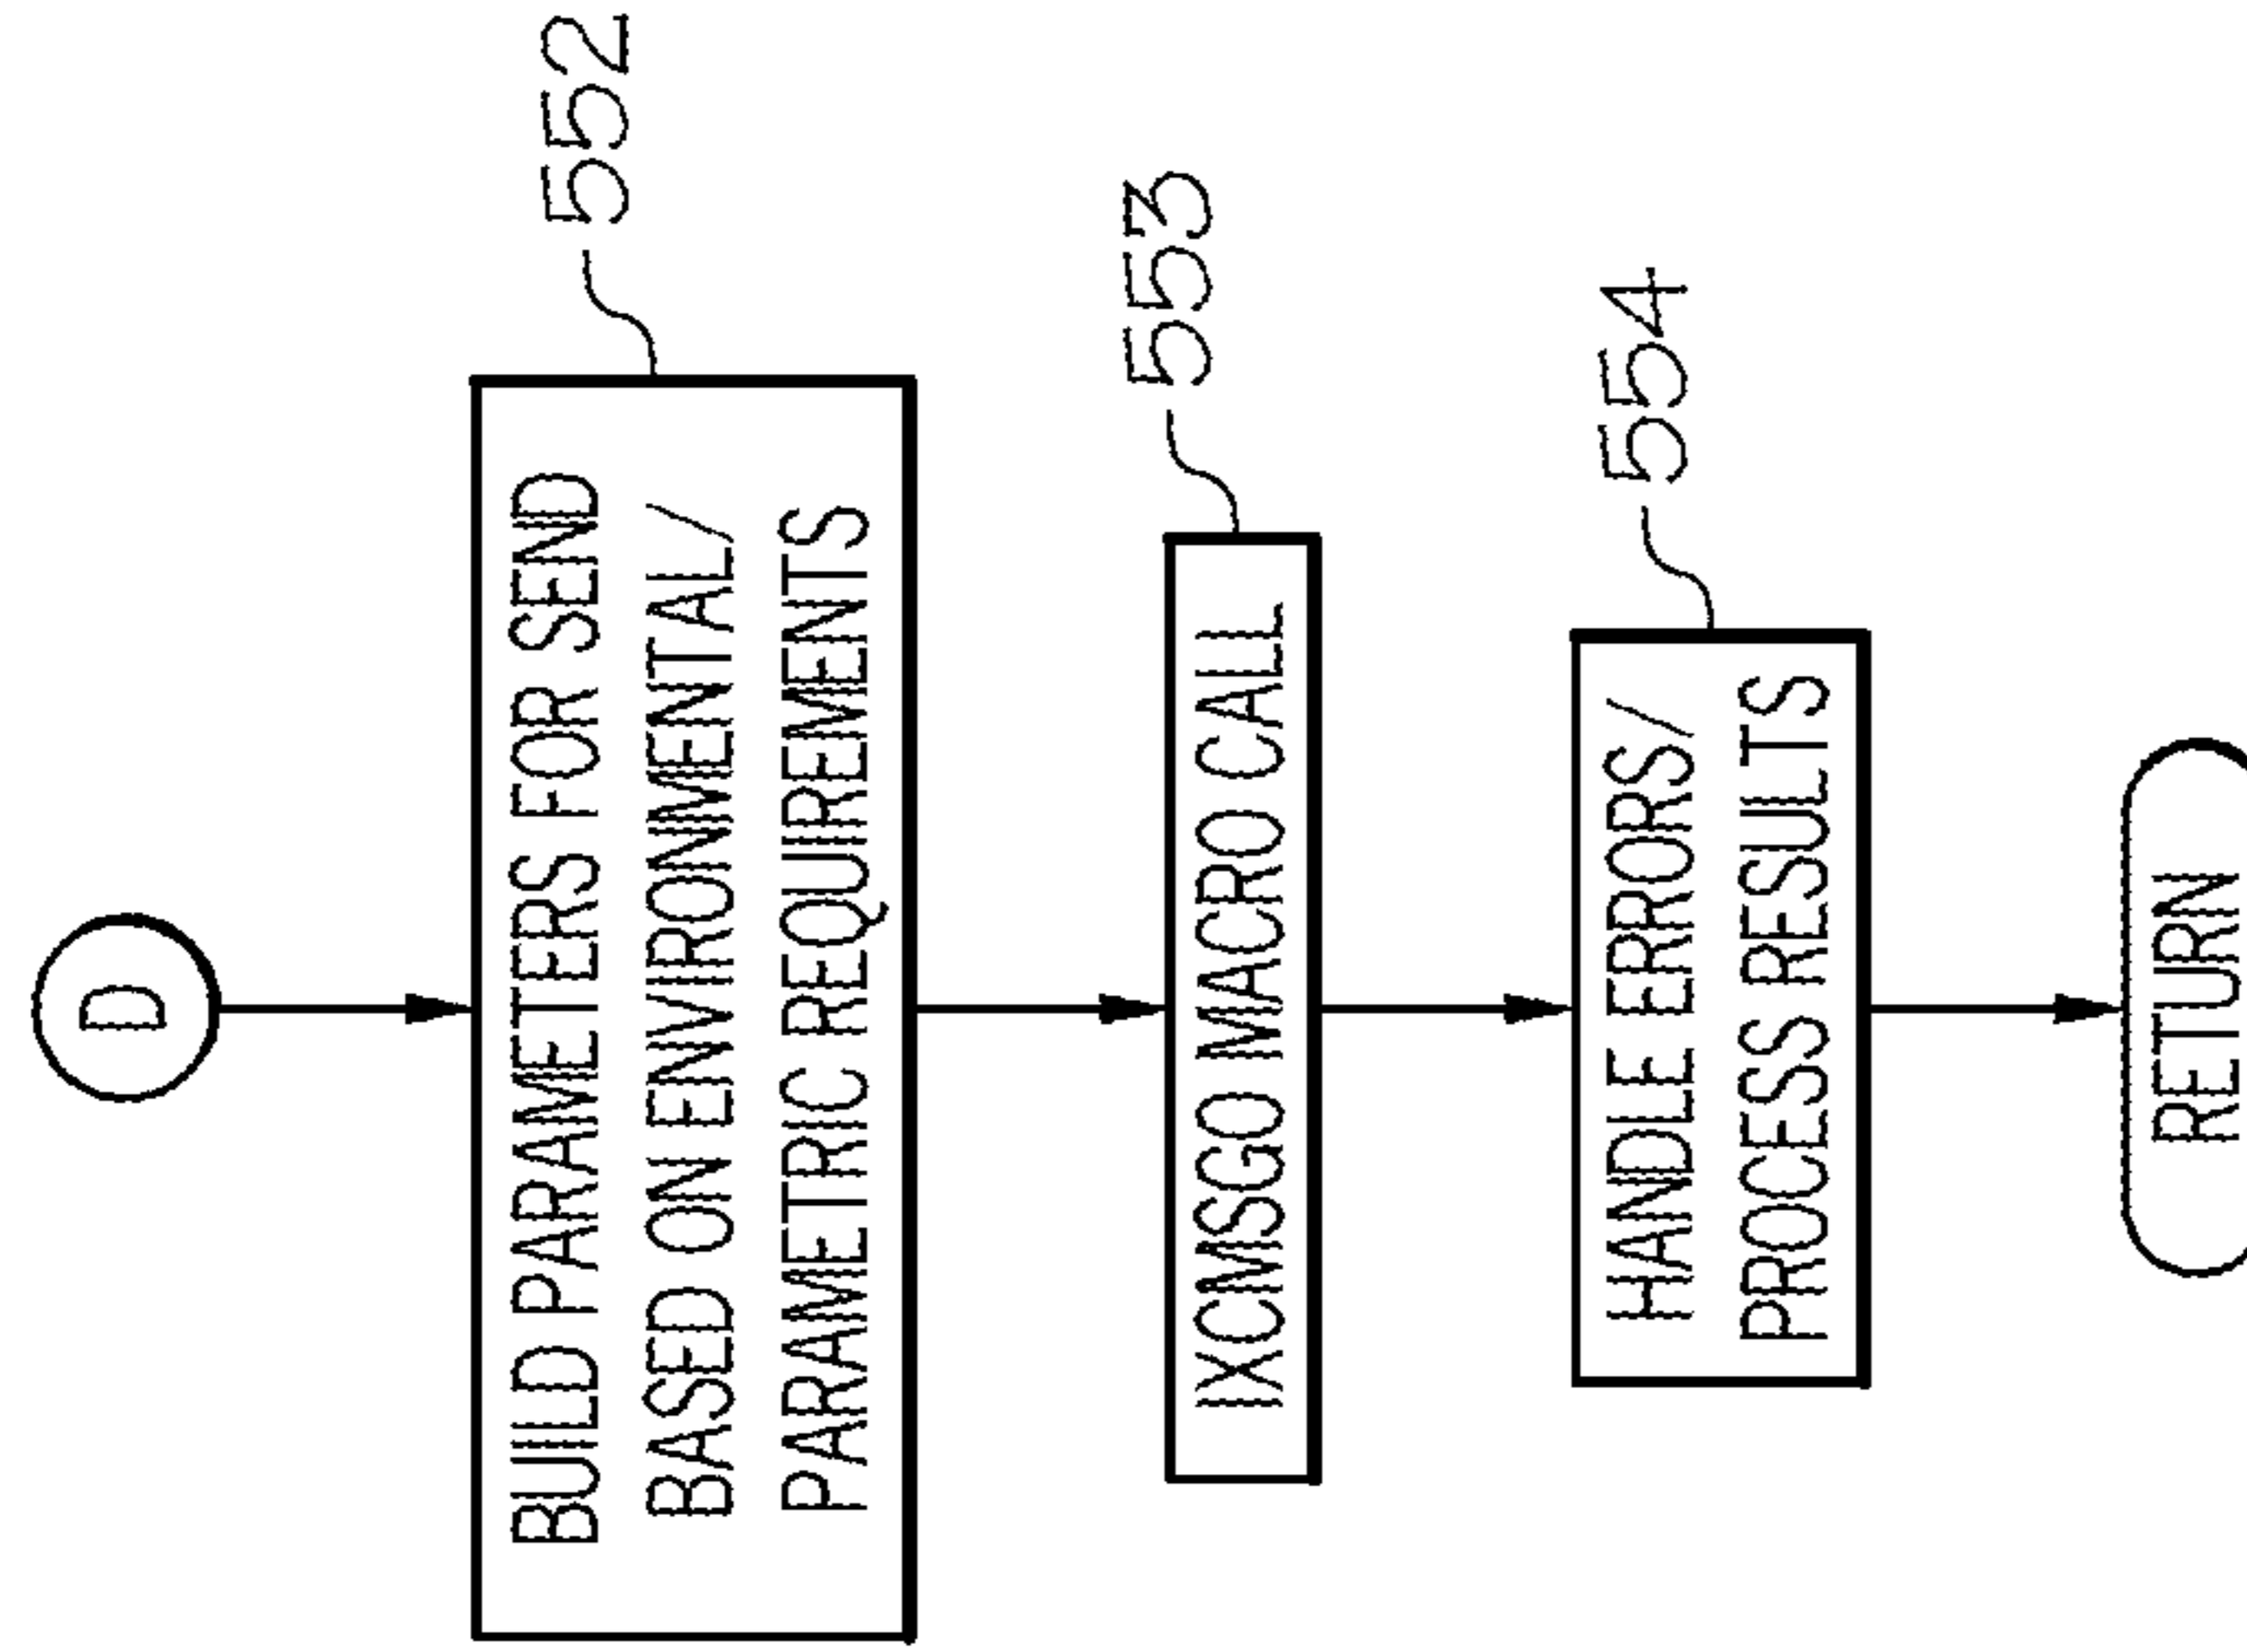 D
BUILD PARAMETERS FOR SEND
BASED ON ENVIRONMENTAL/
PARAMETRIC REQUIREMENTS
552
IXCMSGO MACRO CALL
553
HANDLE ERRORS/
PROCESS RESULTS
554
RETURN